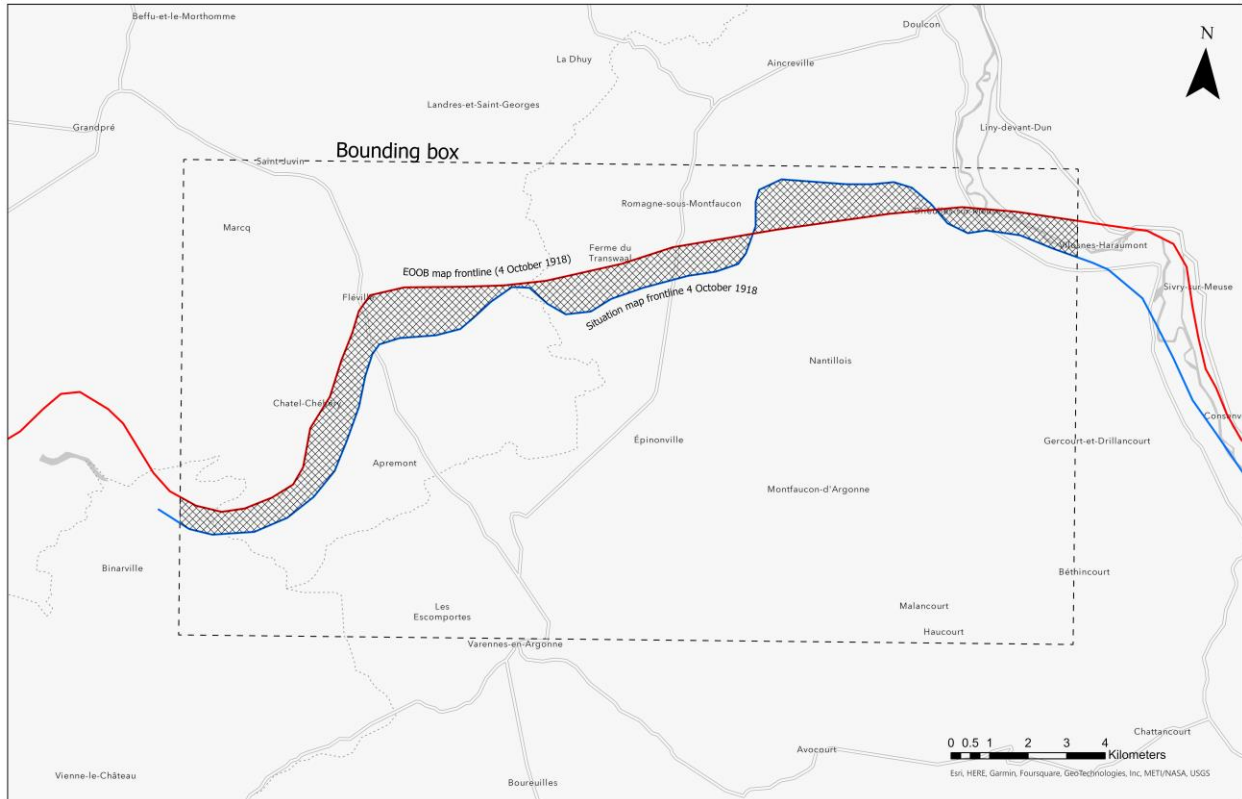 Beffu-et-le-Morthomme
Doulcon
N
La Dhuy
Aincreville
Landres-et-Saint-Georges
Grandpré
Liny-devant-Dun
Bounding box
Saint-Juvin
Romagne-sous-Montfaucon
Marcq
Ferme du
Transwaal
Vilosnes-Haraumont
EOOB map frontline (4 October 1918)
Sivry-sur-Meuse
Fléville
Situation map frontline 4 October 1918
Nantillois
Chatel-Chéhéry
Consenv
Épinonville
Gercourt-et-Drillancourt
Apremont
Montfaucon-d'Argonne
Binarville
Béthincourt
Les
Escomportes
Malancourt
Haucourt
Varennes-en-Argonne
Chattancourt
0 0.5 1 2 3 4
Kilometers
Avocourt
Vienne-le-Château
Boureuilles
Esri, HERE, Garmin, Foursquare, GeoTechnologies, Inc, METI/NASA, USGS